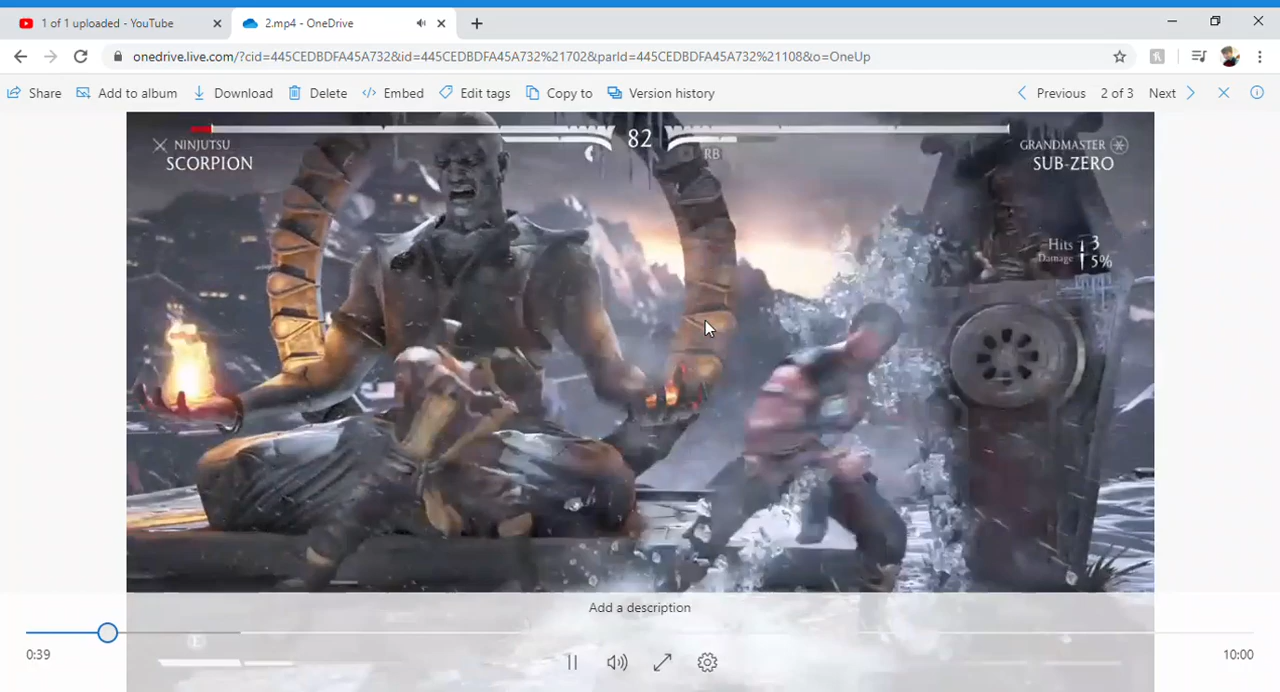 1 of 1 uploaded - YouTube
2.mp4 - OneDrive
onedrive.live.com/?cid=445CEDBDFA45A732&id=445CEDBDFA45A732%21702&parId=445CEDBDFA45A732%21108&o=OneUp
Share Add to album Download Delete Embed Edit tags Copy to Version history Previous 2 of 3 Next
82
NINJUTSU
SCORPION
RB
GRANDMASTER
SUB-ZERO
Hits 3
Damage 5%
Add a description
0:39
10:00